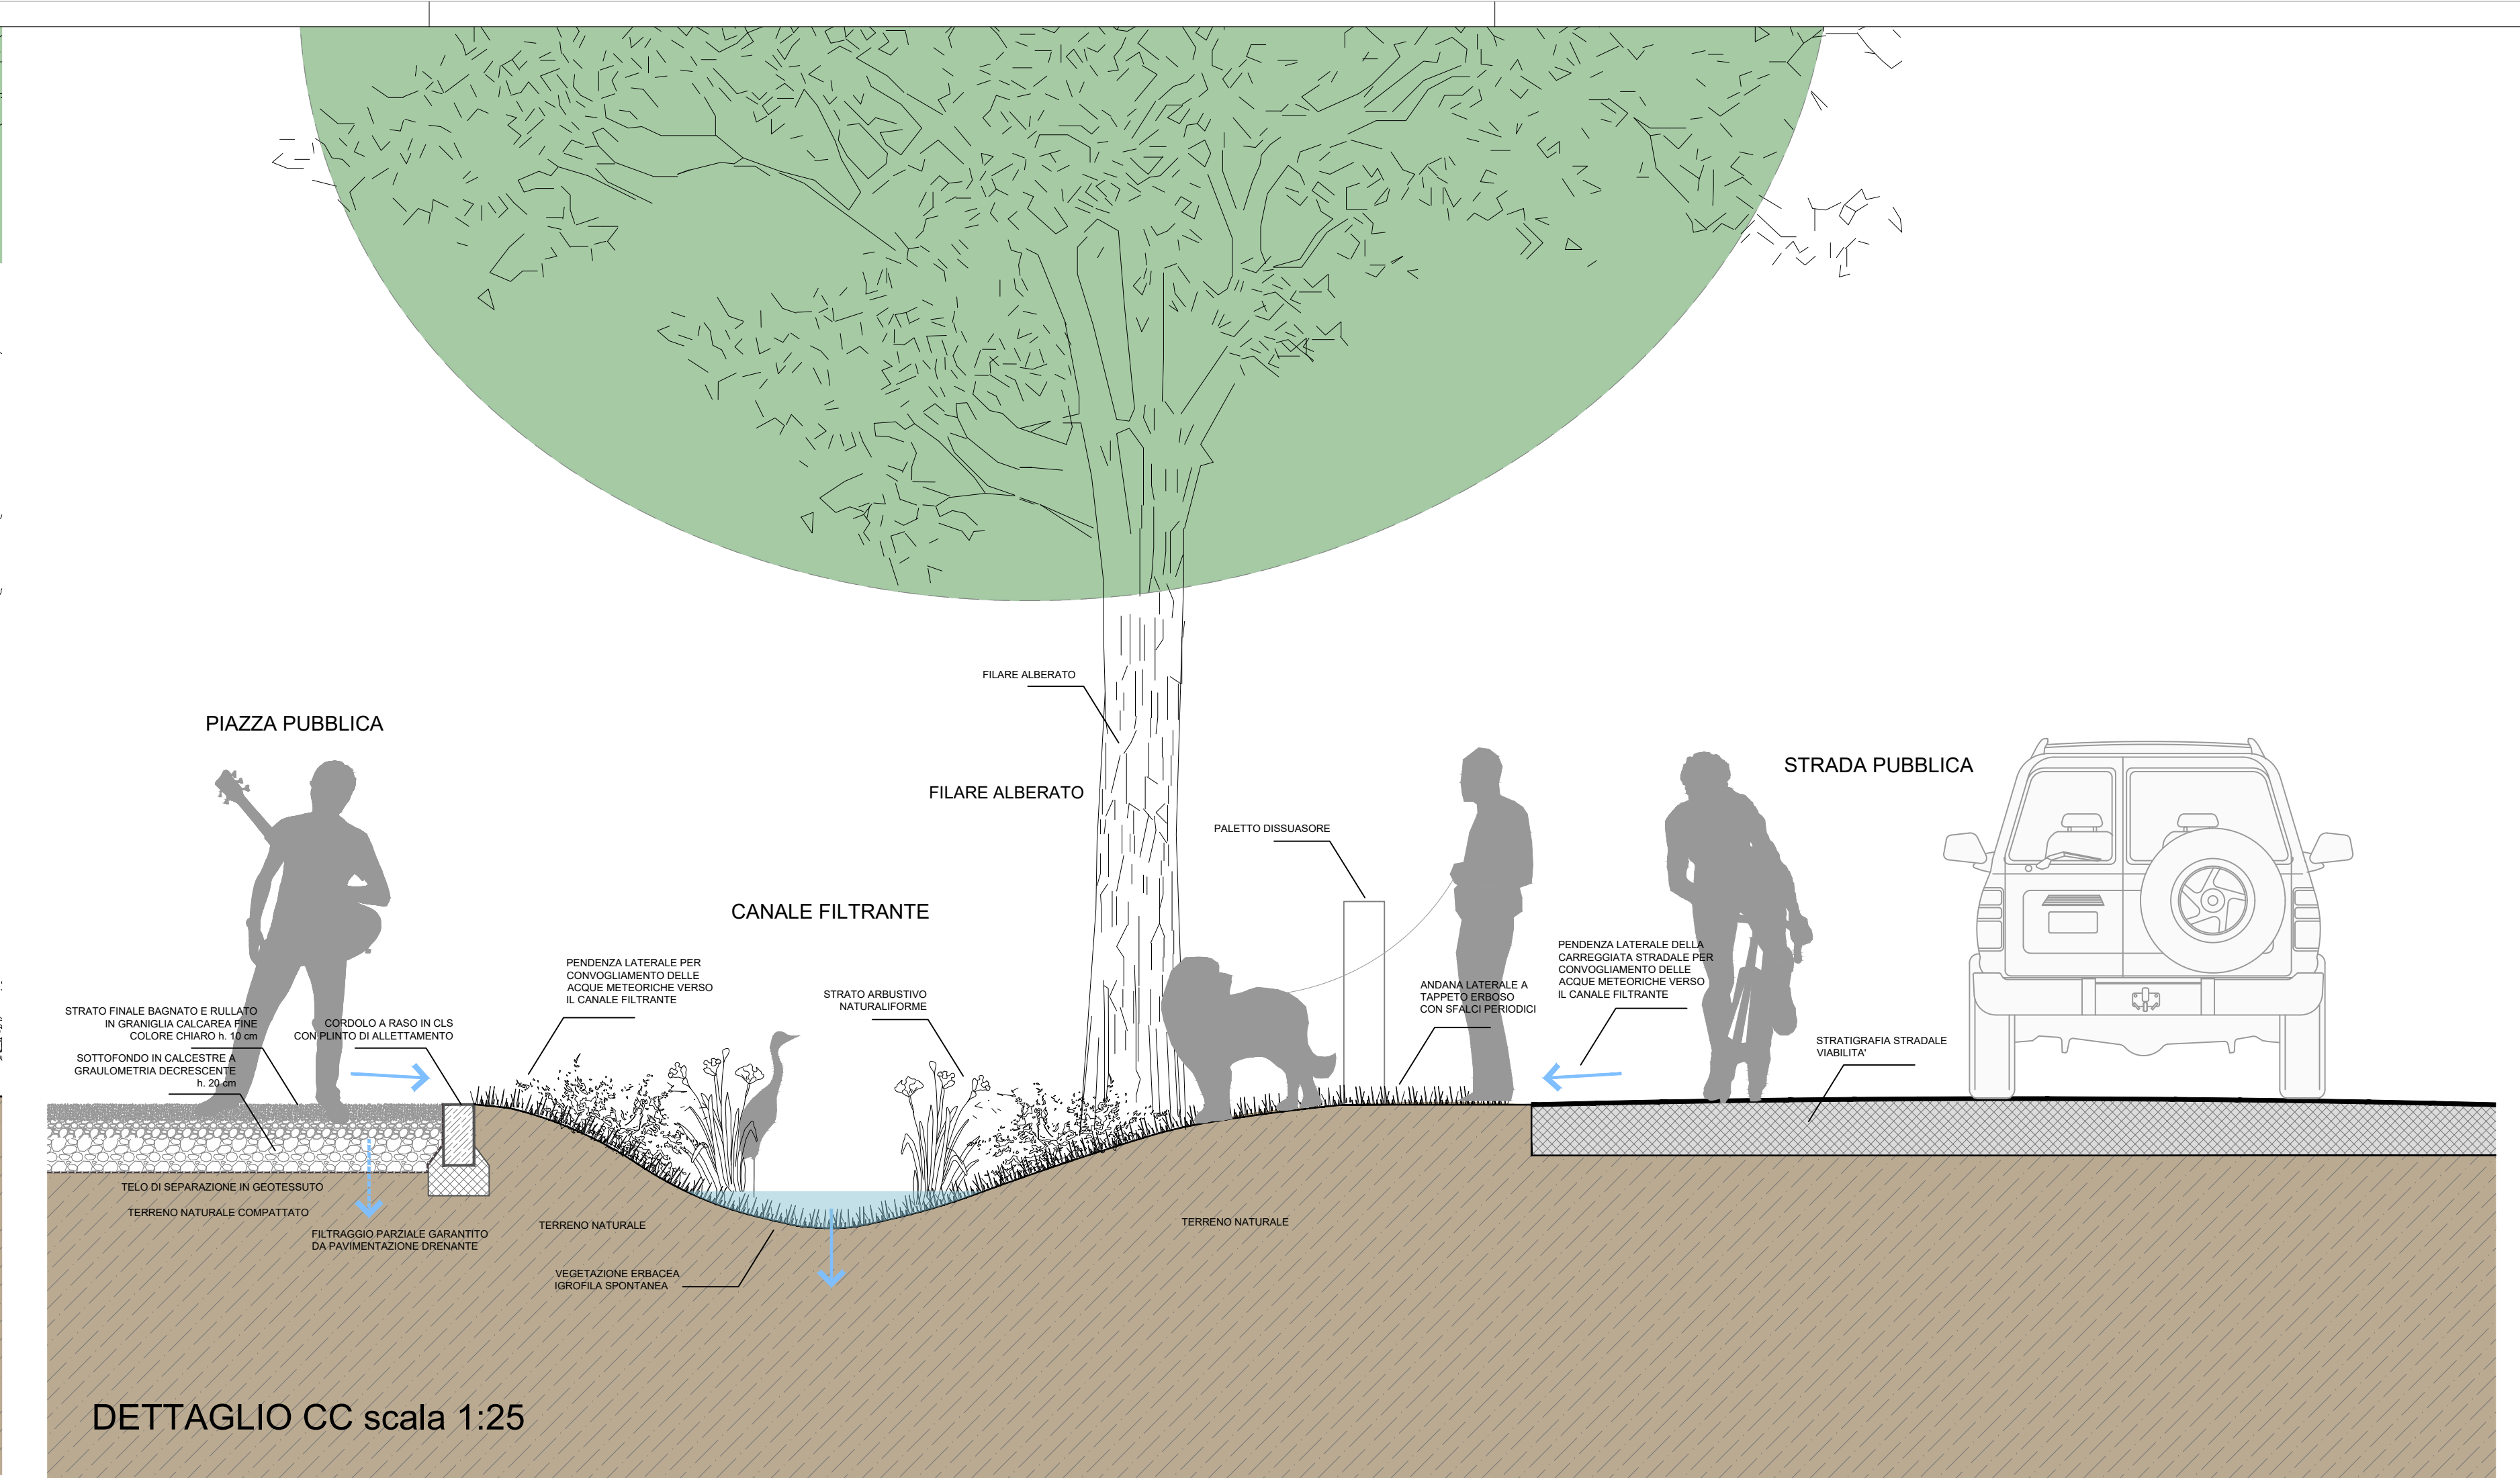 FILARE ALBERATO
PIAZZA PUBBLICA
STRADA PUBBLICA
FILARE ALBERATO
PALETTO DISSUASORE
CANALE FILTRANTE
PENDENZA LATERALE PER
CONVOGLIAMENTO DELLE
ACQUE METEORICHE VERSO
IL CANALE FILTRANTE
STRATO ARBUSTIVO
NATURALIFORME
ANDANA LATERALE A
TAPPETO ERBOSO
CON SFALCI PERIODICI
PENDENZA LATERALE DELLA
CARREGGIATA STRADALE PER
CONVOGLIAMENTO DELLE
ACQUE METEORICHE VERSO
IL CANALE FILTRANTE
STRATO FINALE BAGNATO E RULLATO
IN GRANIGLIA CALCAREA FINE
COLORE CHIARO h. 10 cm
CORDOLO A RASO IN CLS
CON PLINTO DI ALLETTAMENTO
SOTTOFONDO IN CALCESTRE A
GRAULOMETRIA DECRESCENTE
h. 20 cm
STRATIGRAFIA STRADALE
VIABILITA'
TELO DI SEPARAZIONE IN GEOTESSUTO
TERRENO NATURALE COMPATTATO
FILTRAGGIO PARZIALE GARANTITO
DA PAVIMENTAZIONE DRENANTE
TERRENO NATURALE
TERRENO NATURALE
VEGETAZIONE ERBACEA
IGROFILA SPONTANEA
DETTAGLIO CC scala 1:25